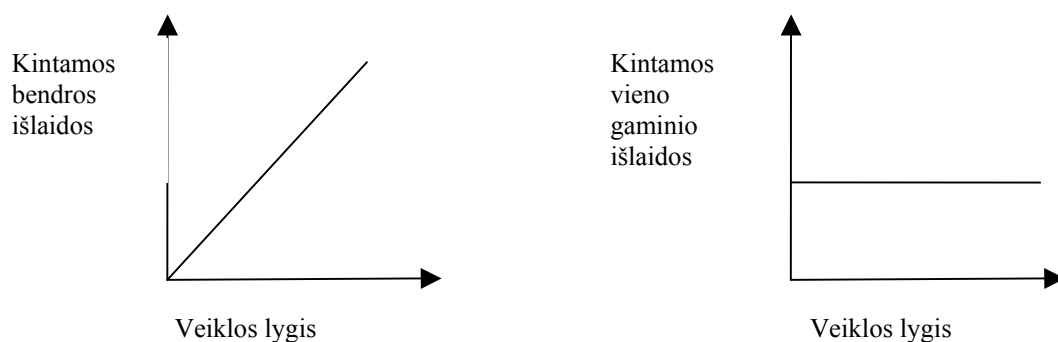 Kintamos
bendros
išlaidos
Veiklos lygis
Kintamos
vieno
gaminio
išlaidos
Veiklos lygis